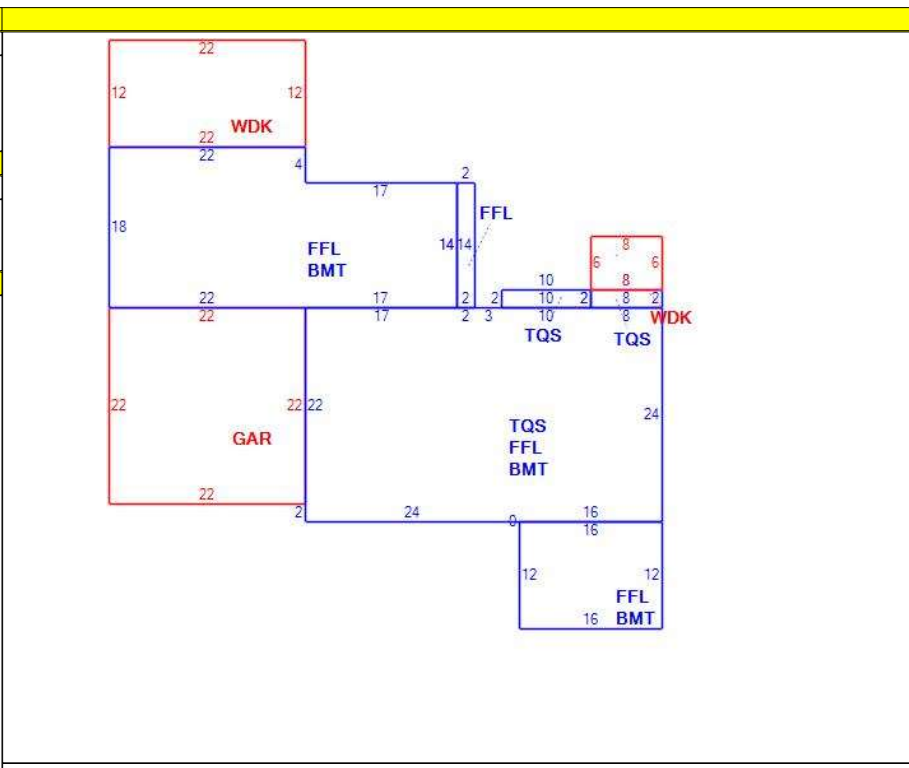 22
12 12
WDK
22
22
4
2
17
FFL
18
14 14
FFL
BMT
8
6 6
10
8
22 17 2 2 10 2 8 2
22 17 2 3 10 8 WDK
TQS TQS
22 22 22 24
GAR
TQS
FFL
BMT
22
2 24 0 16
16
12 12
FFL
16 BMT